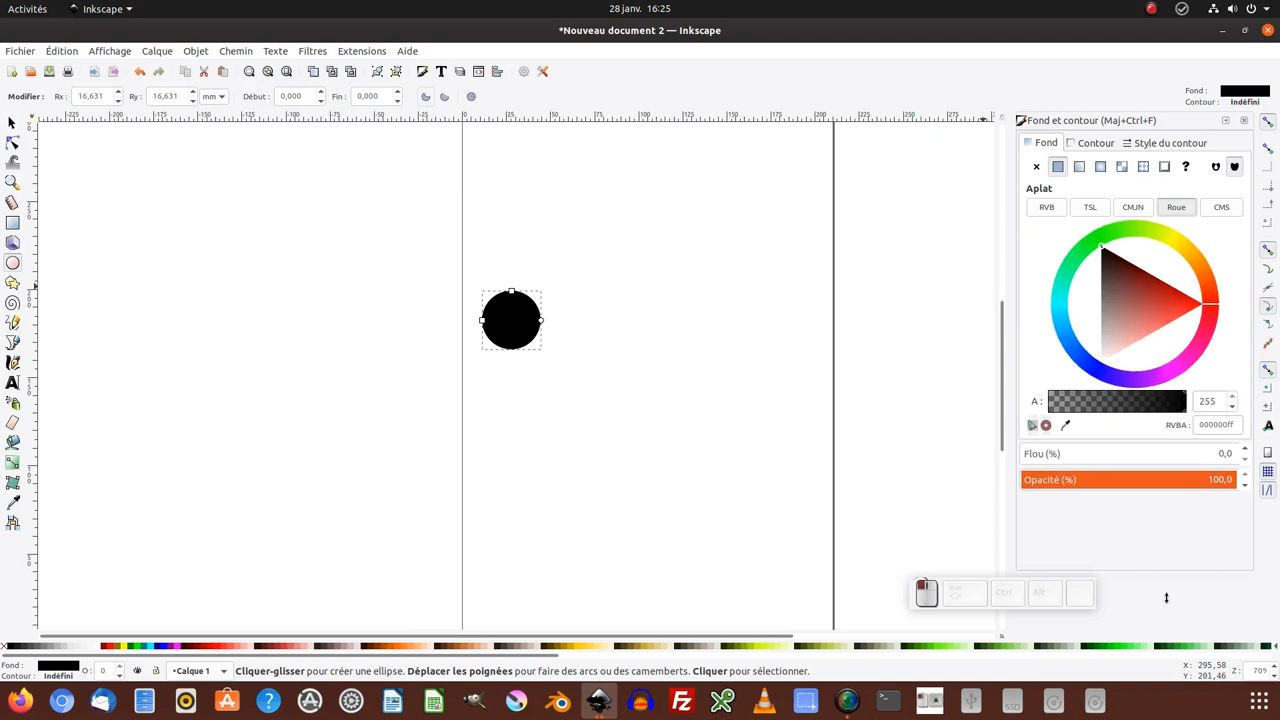 Activités
Inkscape
28 janv. 16:25
*Nouveau document 2 — Inkscape
Fichier Édition Affichage Calque Objet Chemin Texte Filtres Extensions Aide
Modifier : Rx : 16,631 Ry : 16,631 mm Début : 0,000 Fin : 0,000
Fond :
Contour : Indéfini
Fond et contour (Maj+Ctrl+F)
Fond Contour Style du contour
Aplat
RVB TSL CMJN Roue CMS
A : 255
RVBA : 000000ff
Flou (%) 0,0
Opacité (%) 100,0
Ctrl Alt
Fond :
Contour : Indéfini
O: 0
•Calque 1
Cliquer-glisser pour créer une ellipse. Déplacer les poignées pour faire des arcs ou des camemberts. Cliquer pour sélectionner.
X: 295,58
Y: 201,46
Z: 70%